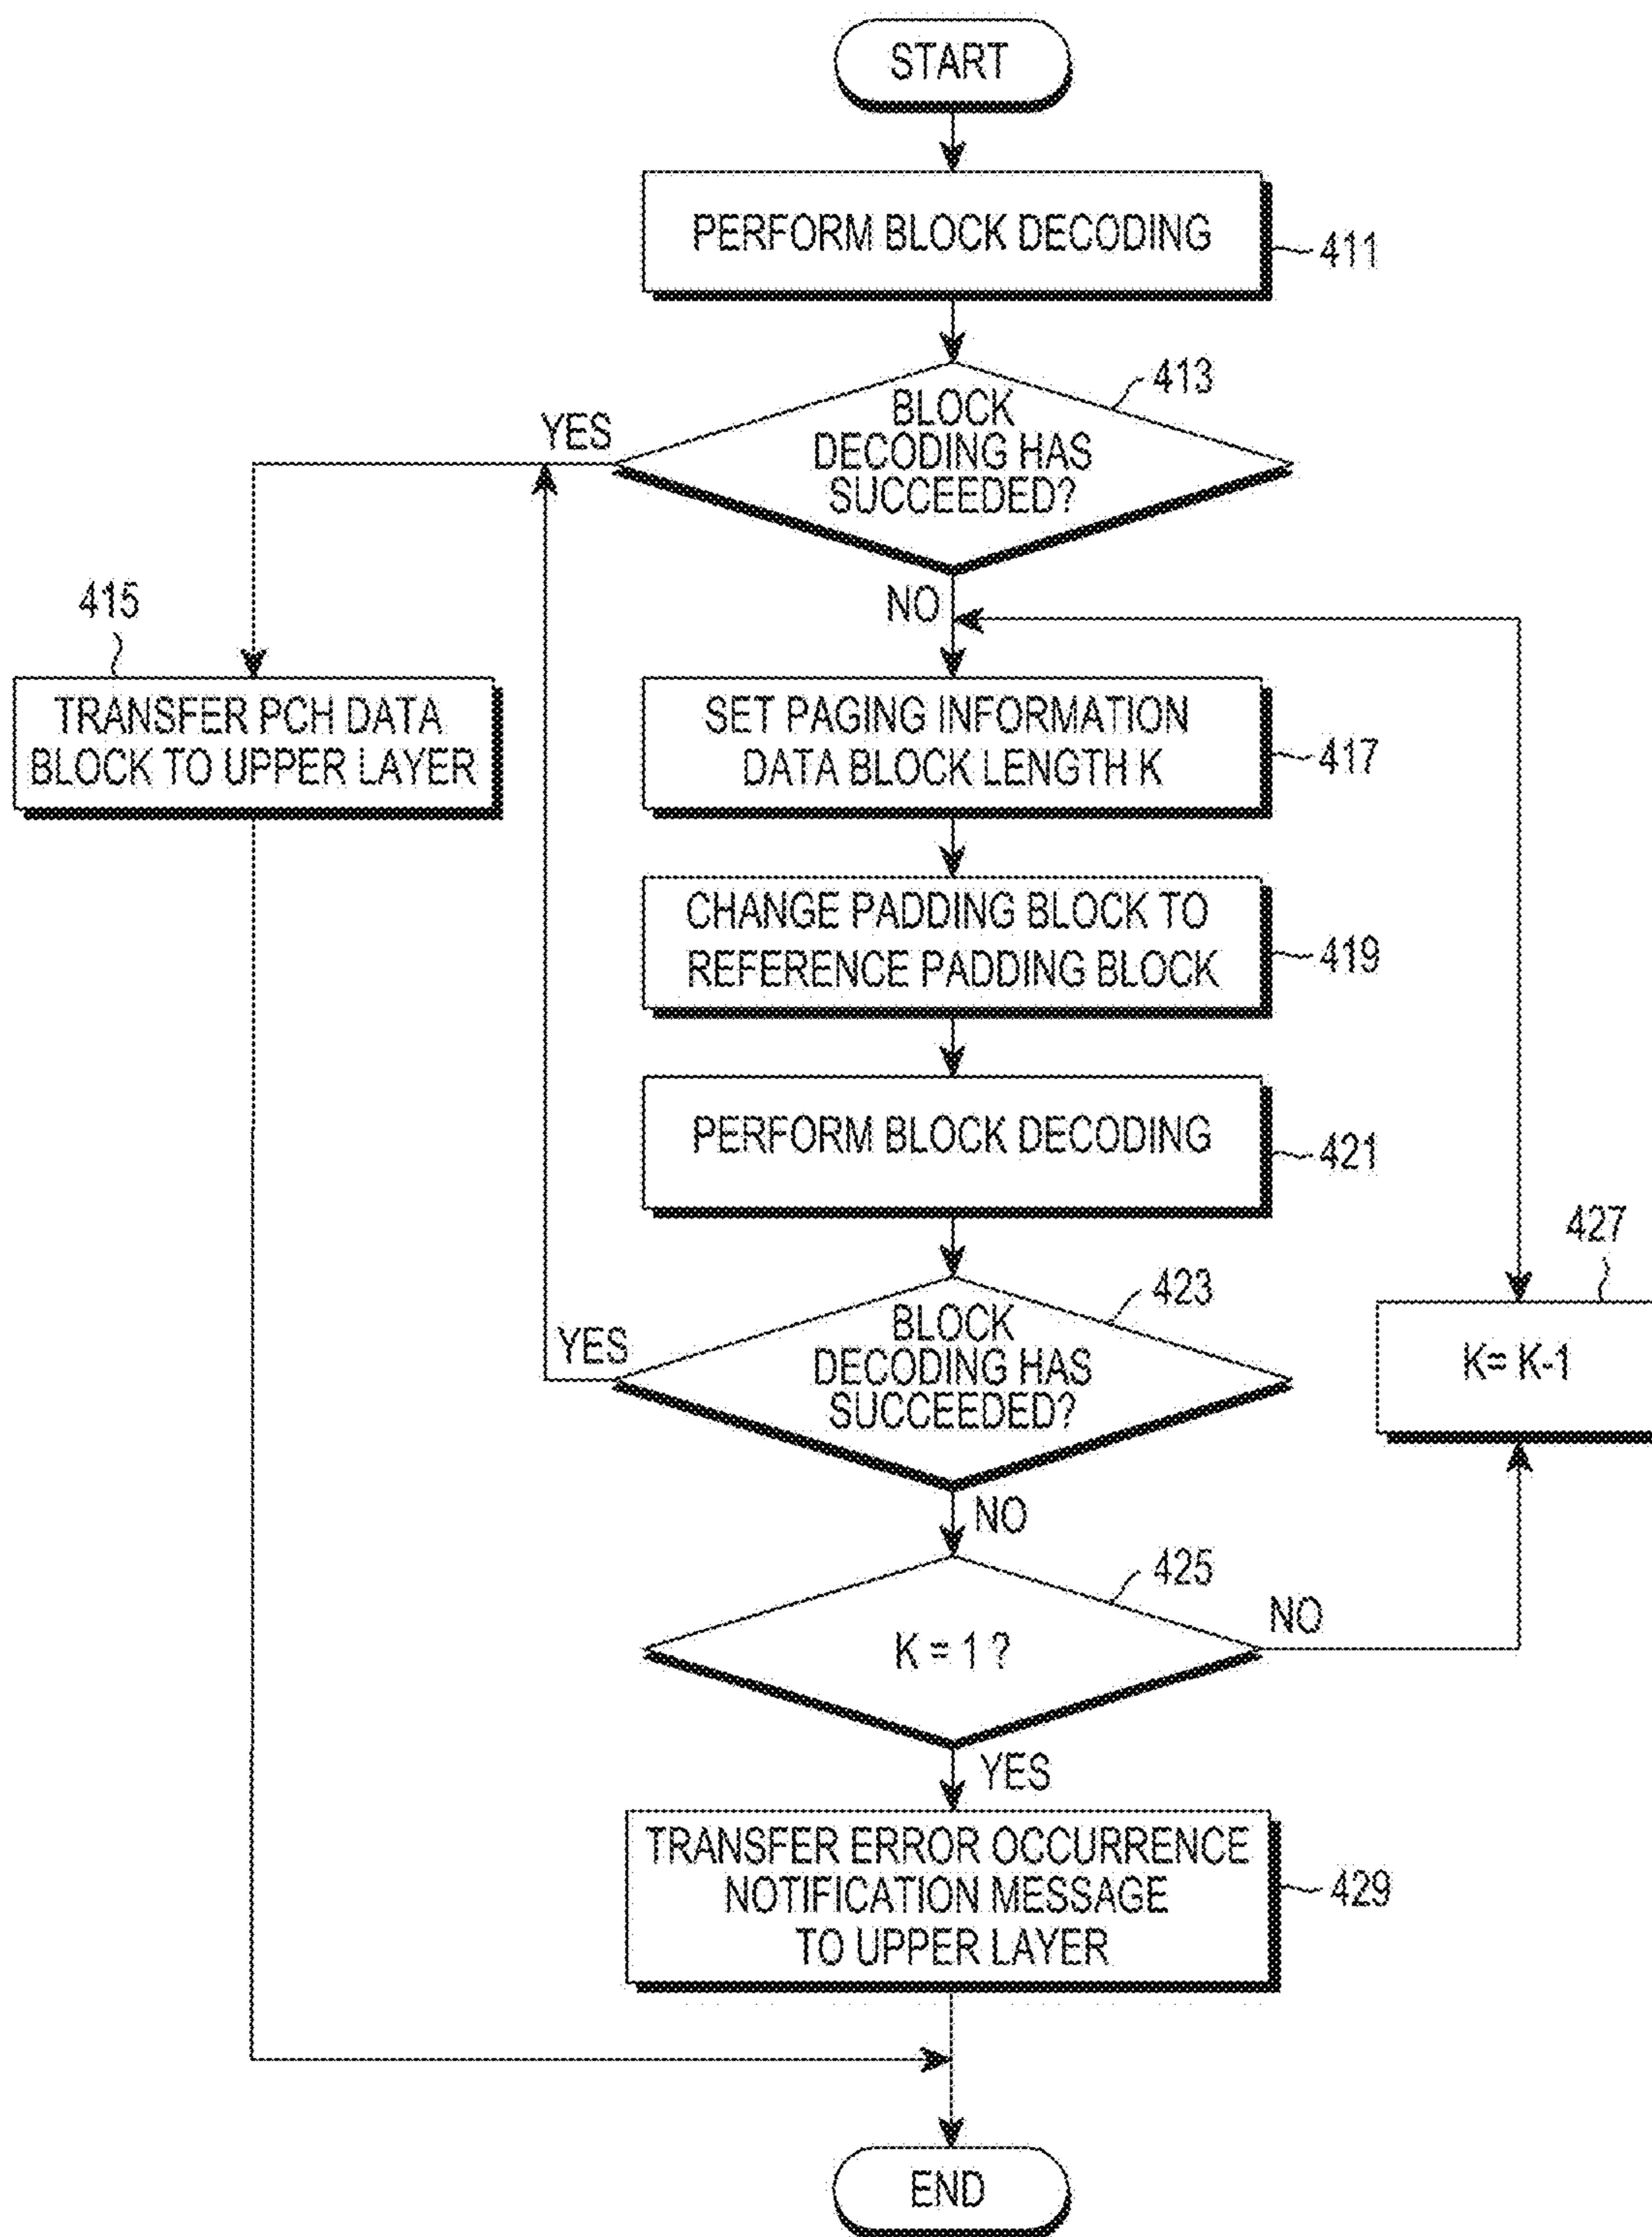 START
PERFORM BLOCK DECODING
411
413
BLOCK
DECODING HAS
SUCCEEDED?
YES
NO
415
TRANSFER PCH DATA
BLOCK TO UPPER LAYER
SET PAGING INFORMATION
DATA BLOCK LENGTH K
417
CHANGE PADDING BLOCK TO
REFERENCE PADDING BLOCK
419
PERFORM BLOCK DECODING
421
423
BLOCK
DECODING HAS
SUCCEEDED?
YES
NO
427
K= K-1
425
K = 1 ?
NO
YES
TRANSFER ERROR OCCURRENCE
NOTIFICATION MESSAGE
TO UPPER LAYER
429
END